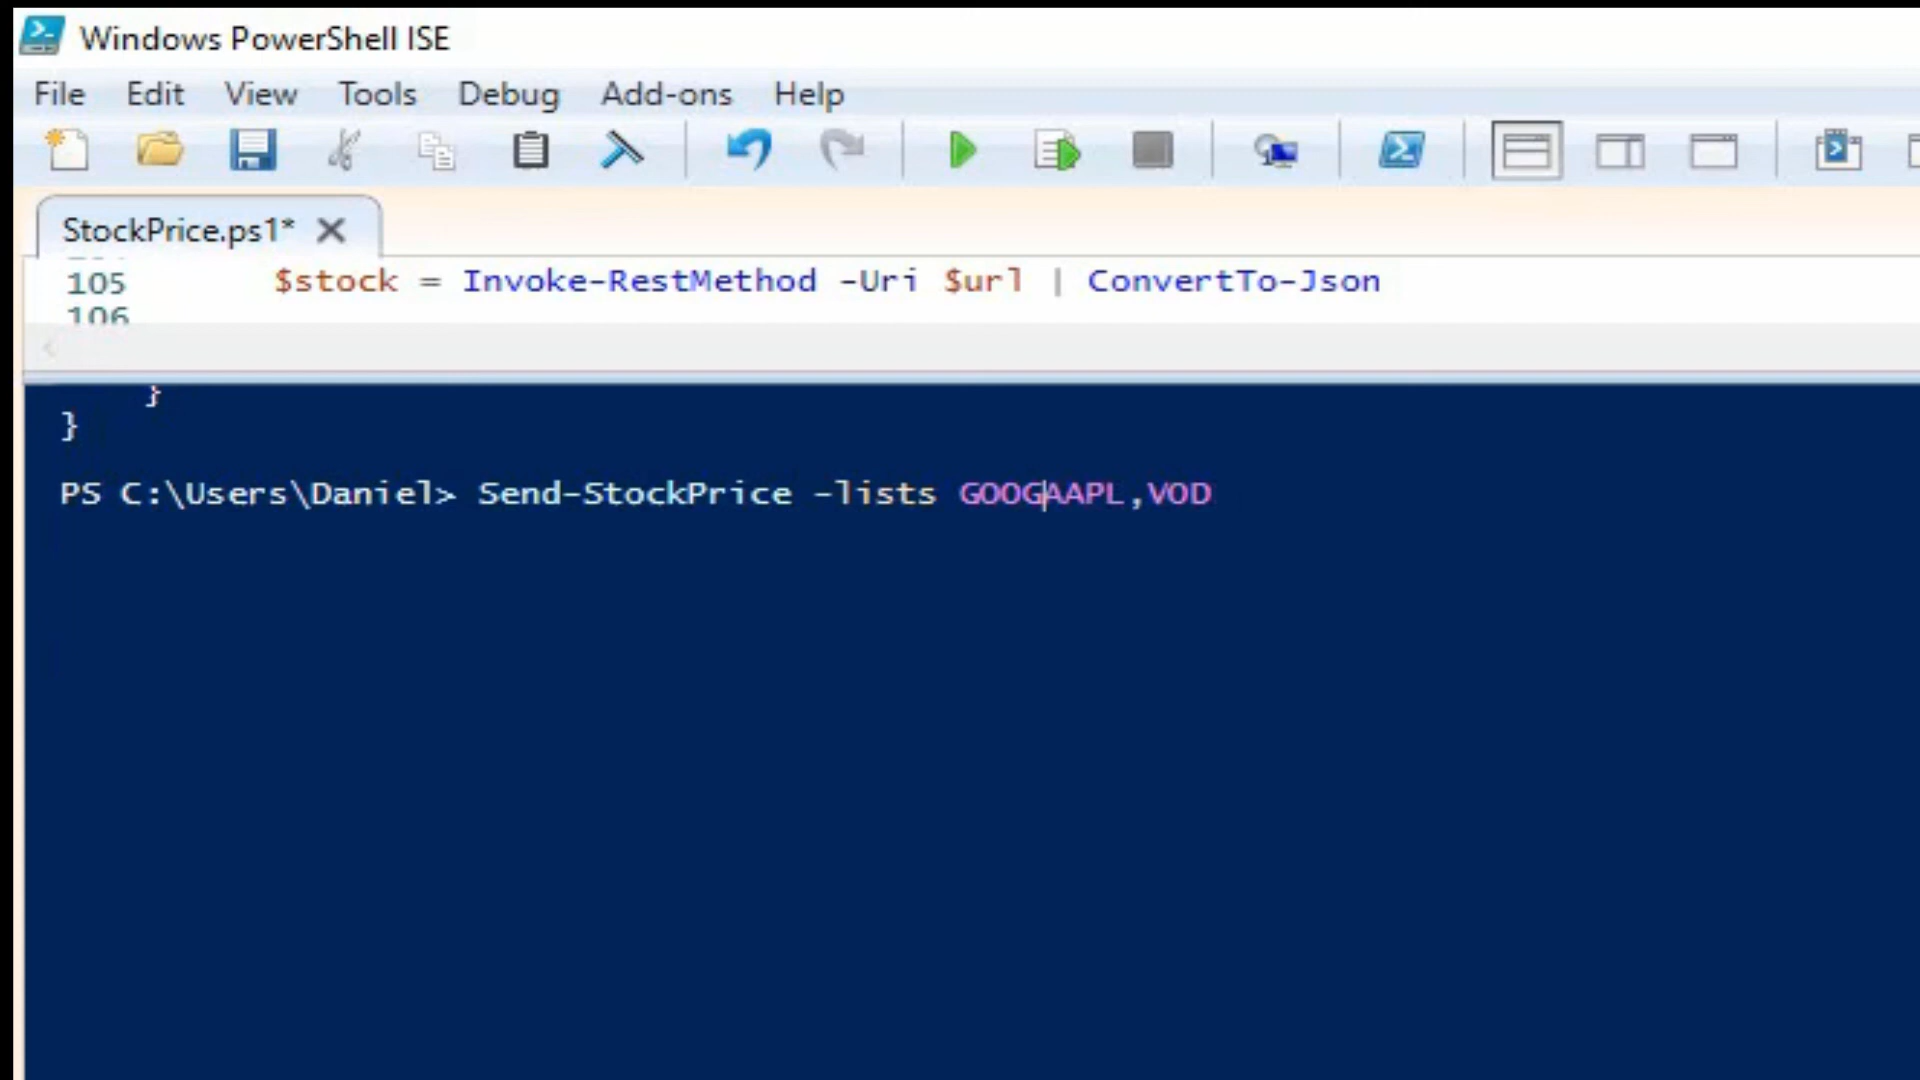 Windows PowerShell ISE
File Edit View Tools Debug Add-ons Help
StockPrice.ps1*
105 $stock = Invoke-RestMethod -Uri $url | ConvertTo-Json
106
}
}
PS C:\Users\Daniel> Send-StockPrice -lists GOOGAAPL,VOD